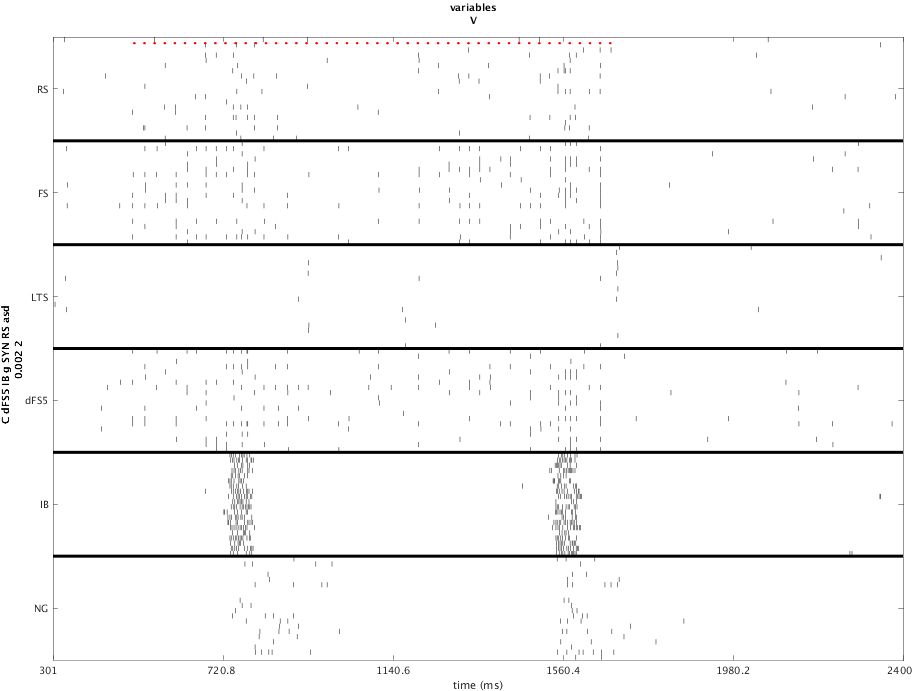 variables
V
RS
FS
LTS
dFS5
IB
NG
C dFS5 IB g SYN RS asd
0.002 2
301
720.8
1140.6
1560.4
1980.2
2400
time (ms)